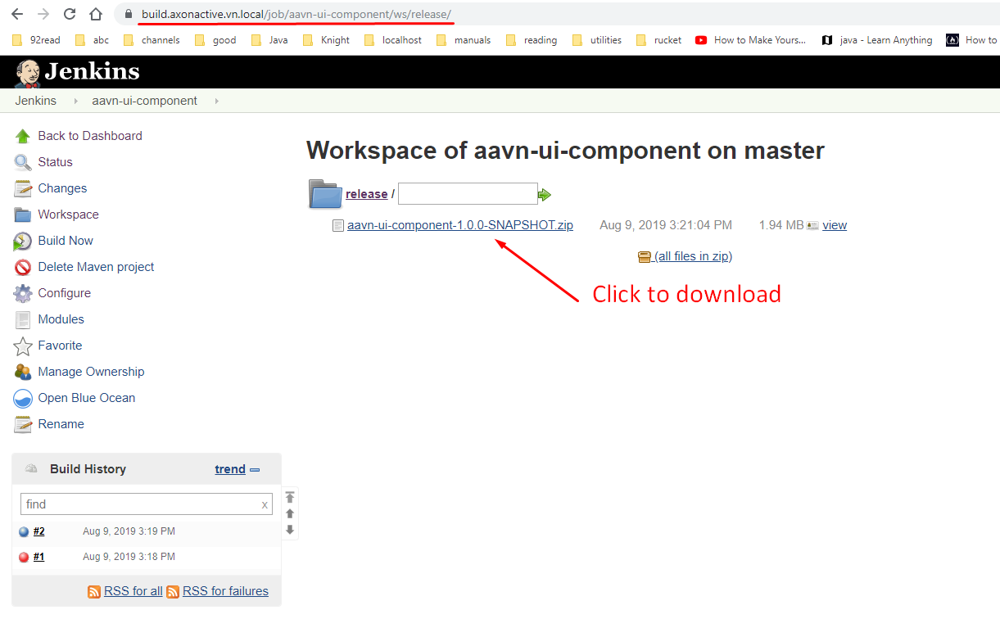 build.axonactive.vn.local/job/aavn-ui-component/ws/release/
92read abc channels good Java Knight localhost manuals reading utilities rucket How to Make Yours... java - Learn Anything How to
Jenkins
Jenkins aavn-ui-component
Back to Dashboard
Status
Changes
Workspace
Build Now
Delete Maven project
Configure
Modules
Favorite
Manage Ownership
Open Blue Ocean
Rename
Workspace of aavn-ui-component on master
release /
aavn-ui-component-1.0.0-SNAPSHOT.zip Aug 9, 2019 3:21:04 PM 1.94 MB view
(all files in zip)
Click to download
Build History trend
find x
#2 Aug 9, 2019 3:19 PM
#1 Aug 9, 2019 3:18 PM
RSS for all RSS for failures